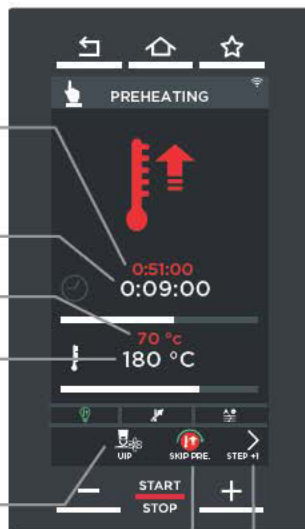 PREHEATING
0:51:00
0:09:00
70 °c
180 °C
UIP SKIP PRE. STEP +1
START
STOP